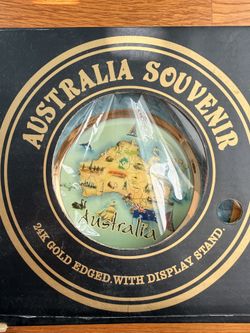 AUSTRALIA SOUVENIR
Australia
24K GOLD EDGED. WITH DISPLAY STAND.